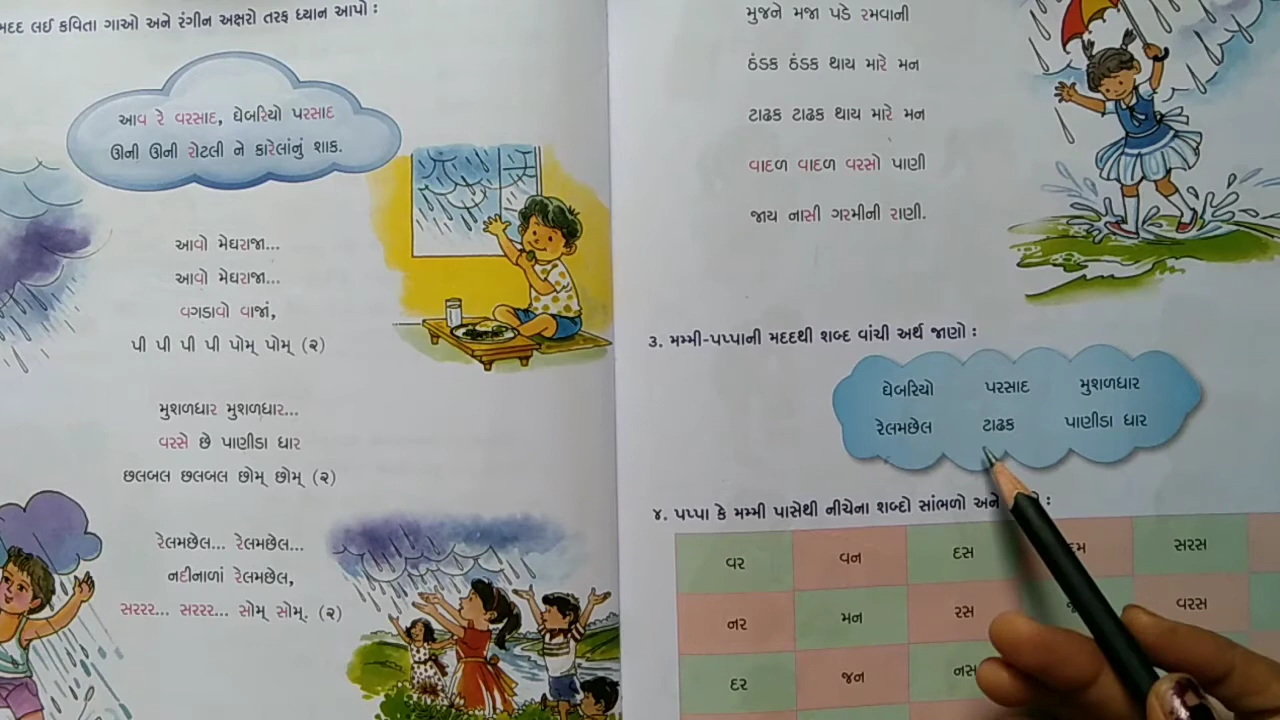 મદદ લઈ કવિતા ગાઓ અને રંગીન અક્ષરો તરફ ધ્યાન આપો :
આવ રે વરસાદ, ઘેબરિયો પરસાદ
ઊની ઊની રોટલી ને કારેલાંનું શાક.
આવો મેઘરાજા...
આવો મેઘરાજા...
વગડાવો વાજાં,
પી પી પી પી પોમ્ પોમ્ (૨)
મુશળધાર મુશળધાર...
વરસે છે પાણીડા ધાર
છલબલ છલબલ છોમ્ છોમ્ (૨)
રેલમછેલ... રેલમછેલ...
નદીનાળાં રેલમછેલ,
સરરર... સરરર... સોમ્ સોમ્. (૨)
મુજને મજા પડે રમવાની
ઠંડક ઠંડક થાય મારે મન
ટાઢક ટાઢક થાય મારે મન
વાદળ વાદળ વરસો પાણી
જાય નાસી ગરમીની રાણી.
૩. મમ્મી-પપ્પાની મદદથી શબ્દ વાંચી અર્થ જાણો :
ઘેબરિયો પરસાદ મુશળધાર
રેલમછેલ ટાઢક પાણીડા ધાર
૪. પપ્પા કે મમ્મી પાસેથી નીચેના શબ્દો સાંભળો અને :
વર વન દસ સરસ
નર મન રસ વરસ
દર જન નસ